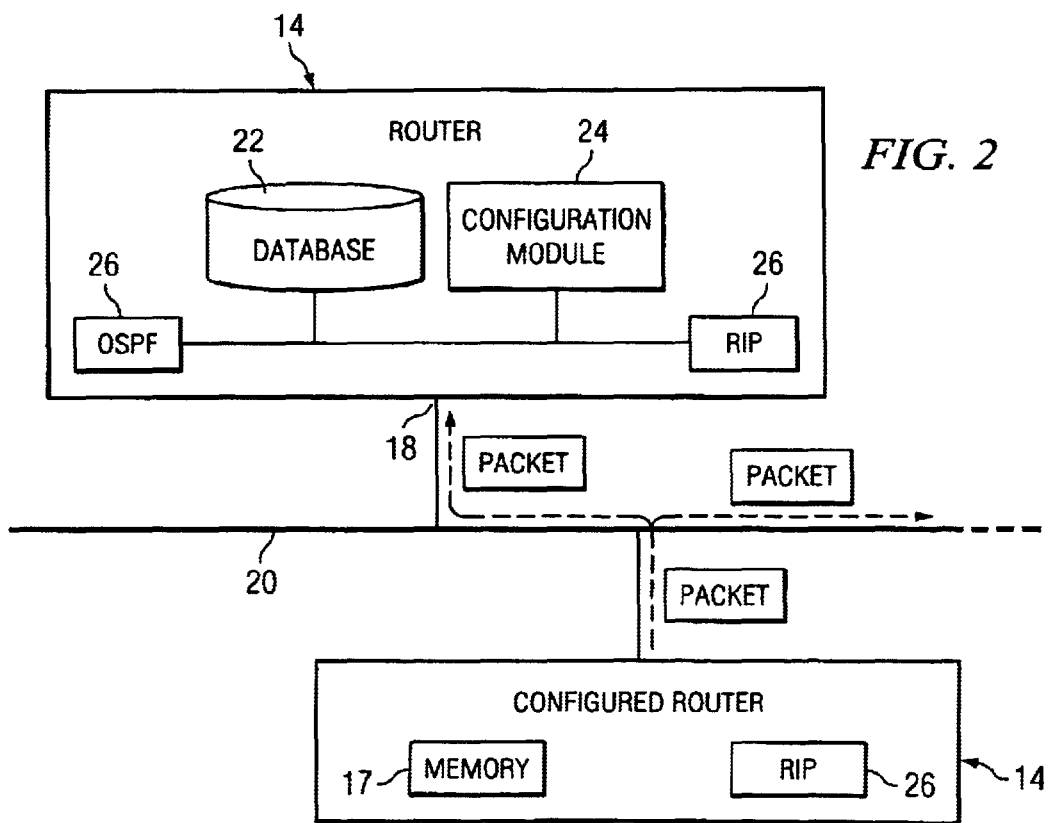 14
ROUTER
FIG. 2
22
24
DATABASE
CONFIGURATION
MODULE
26
26
OSPF
RIP
18
PACKET
PACKET
20
PACKET
CONFIGURED ROUTER
17
MEMORY
RIP
26
14